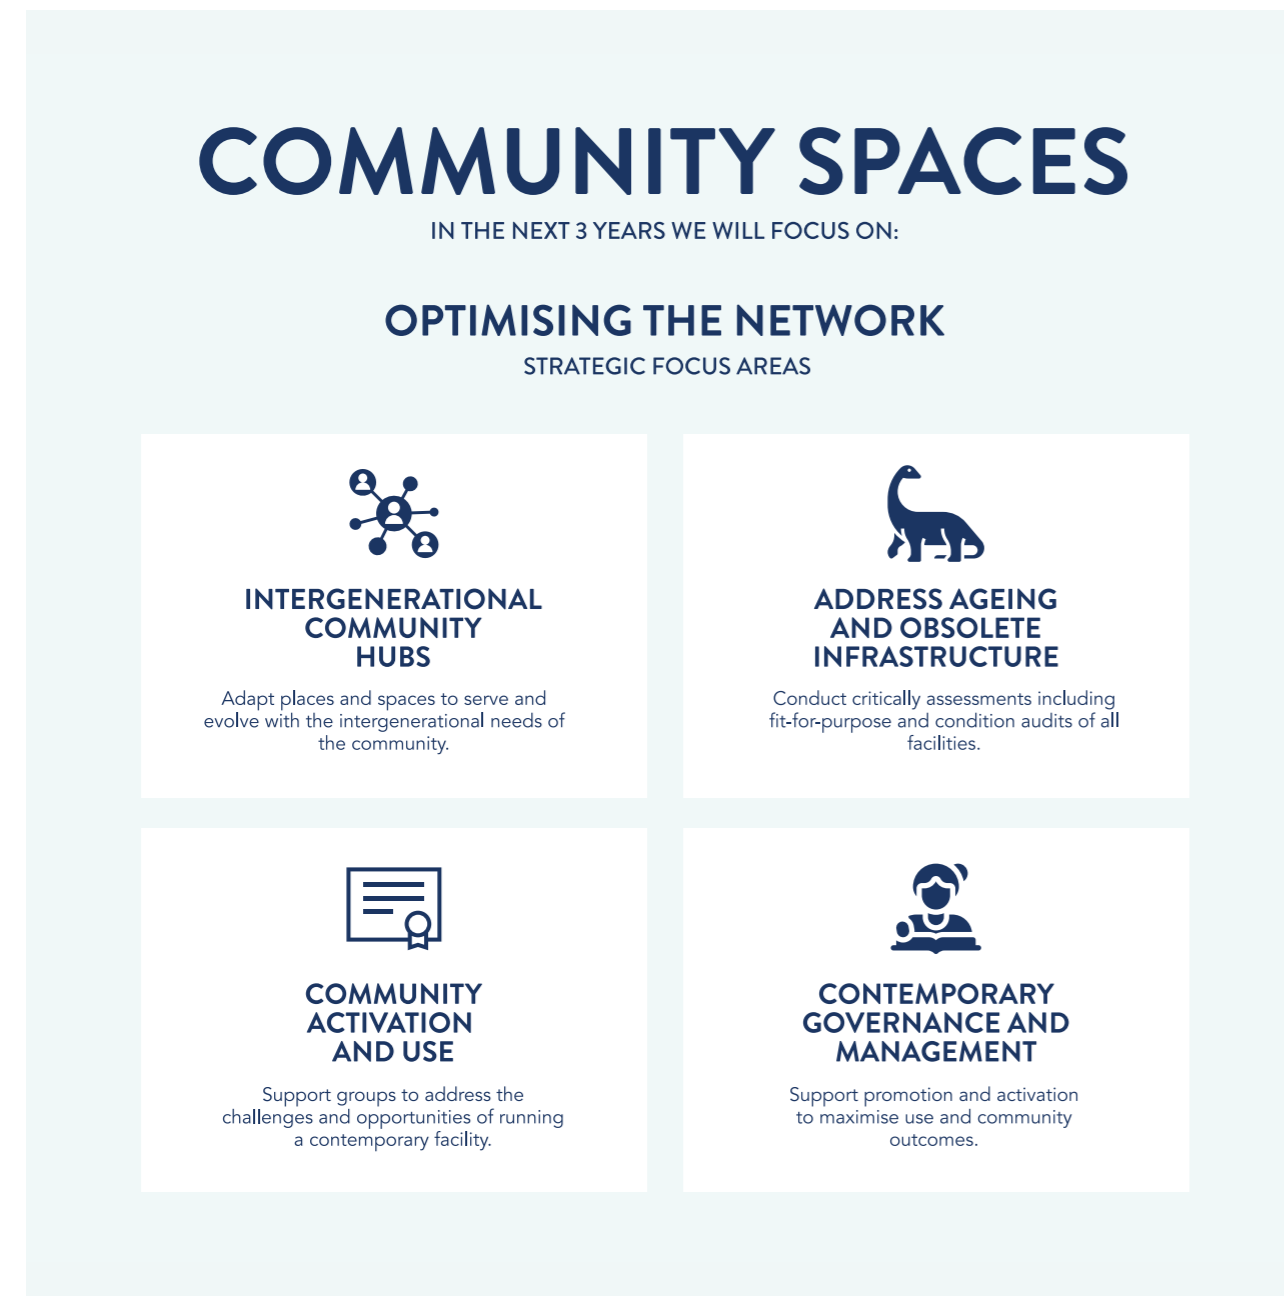 COMMUNITY SPACES
IN THE NEXT 3 YEARS WE WILL FOCUS ON:
OPTIMISING THE NETWORK
STRATEGIC FOCUS AREAS
INTERGENERATIONAL
COMMUNITY
HUBS
Adapt places and spaces to serve and
evolve with the intergenerational needs of
the community.
ADDRESS AGEING
AND OBSOLETE
INFRASTRUCTURE
Conduct critically assessments including
fit-for-purpose and condition audits of all
facilities.
COMMUNITY
ACTIVATION
AND USE
Support groups to address the
challenges and opportunities of running
a contemporary facility.
CONTEMPORARY
GOVERNANCE AND
MANAGEMENT
Support promotion and activation
to maximise use and community
outcomes.